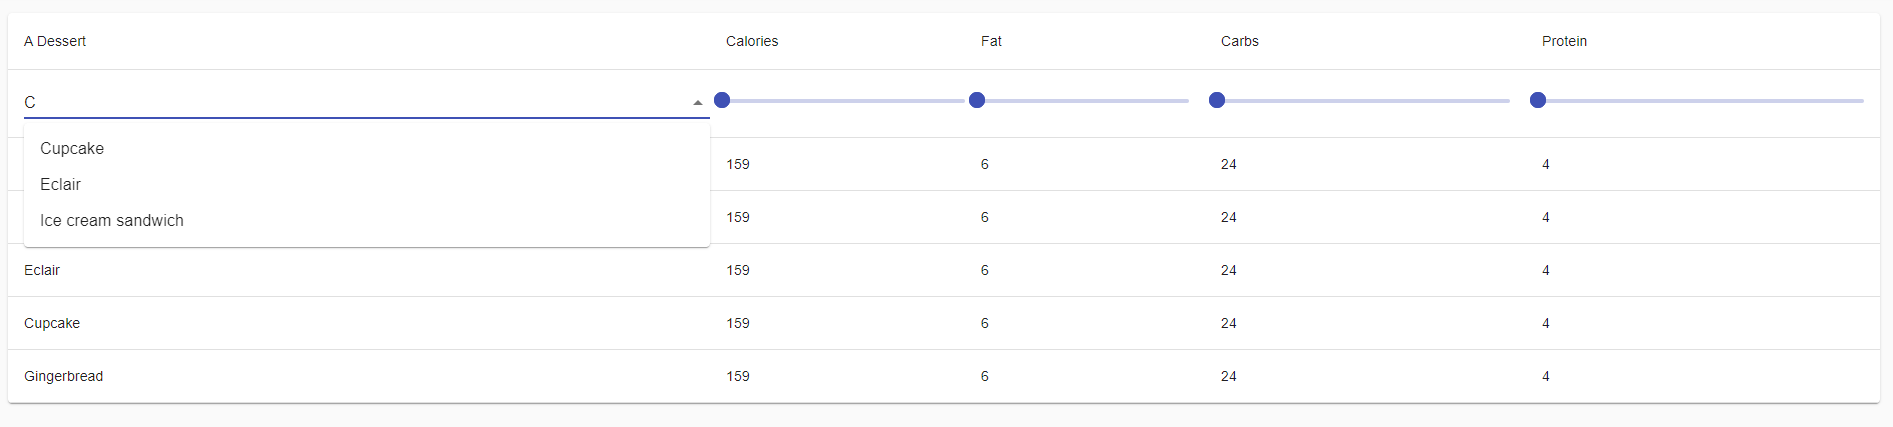 A Dessert Calories Fat Carbs Protein
C
Cupcake
159 6 24 4
Eclair
Ice cream sandwich
159 6 24 4
Eclair 159 6 24 4
Cupcake 159 6 24 4
Gingerbread 159 6 24 4